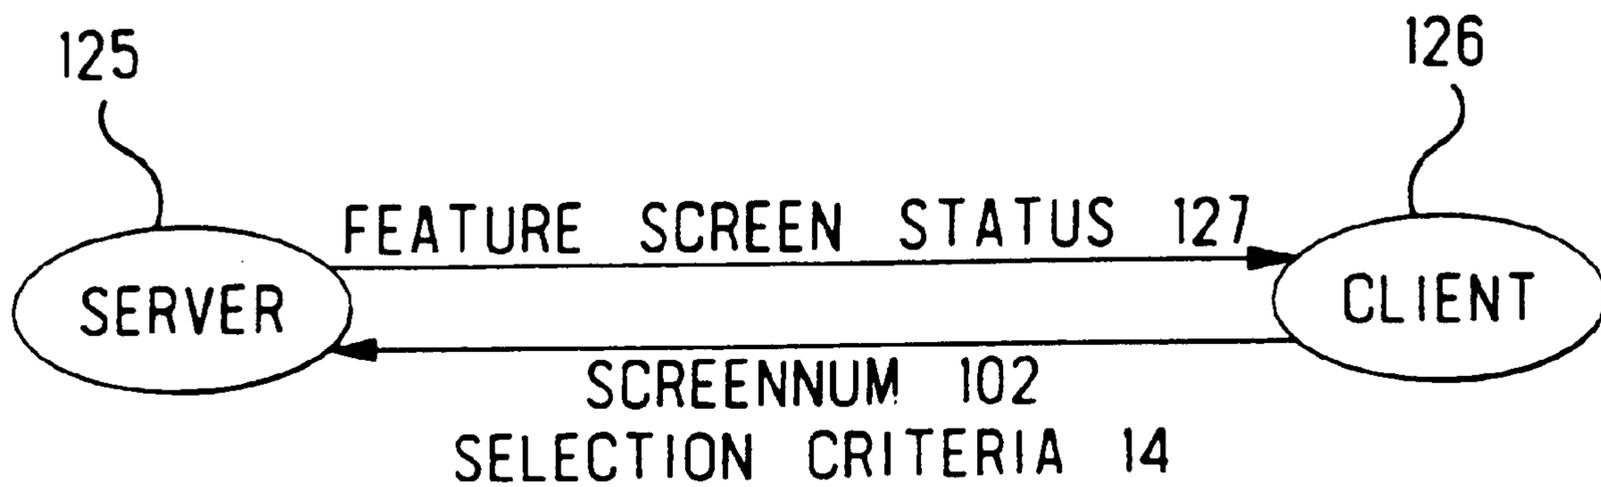 125
126
FEATURE SCREEN STATUS 127
SERVER
CLIENT
SCREENNUM 102
SELECTION CRITERIA 14